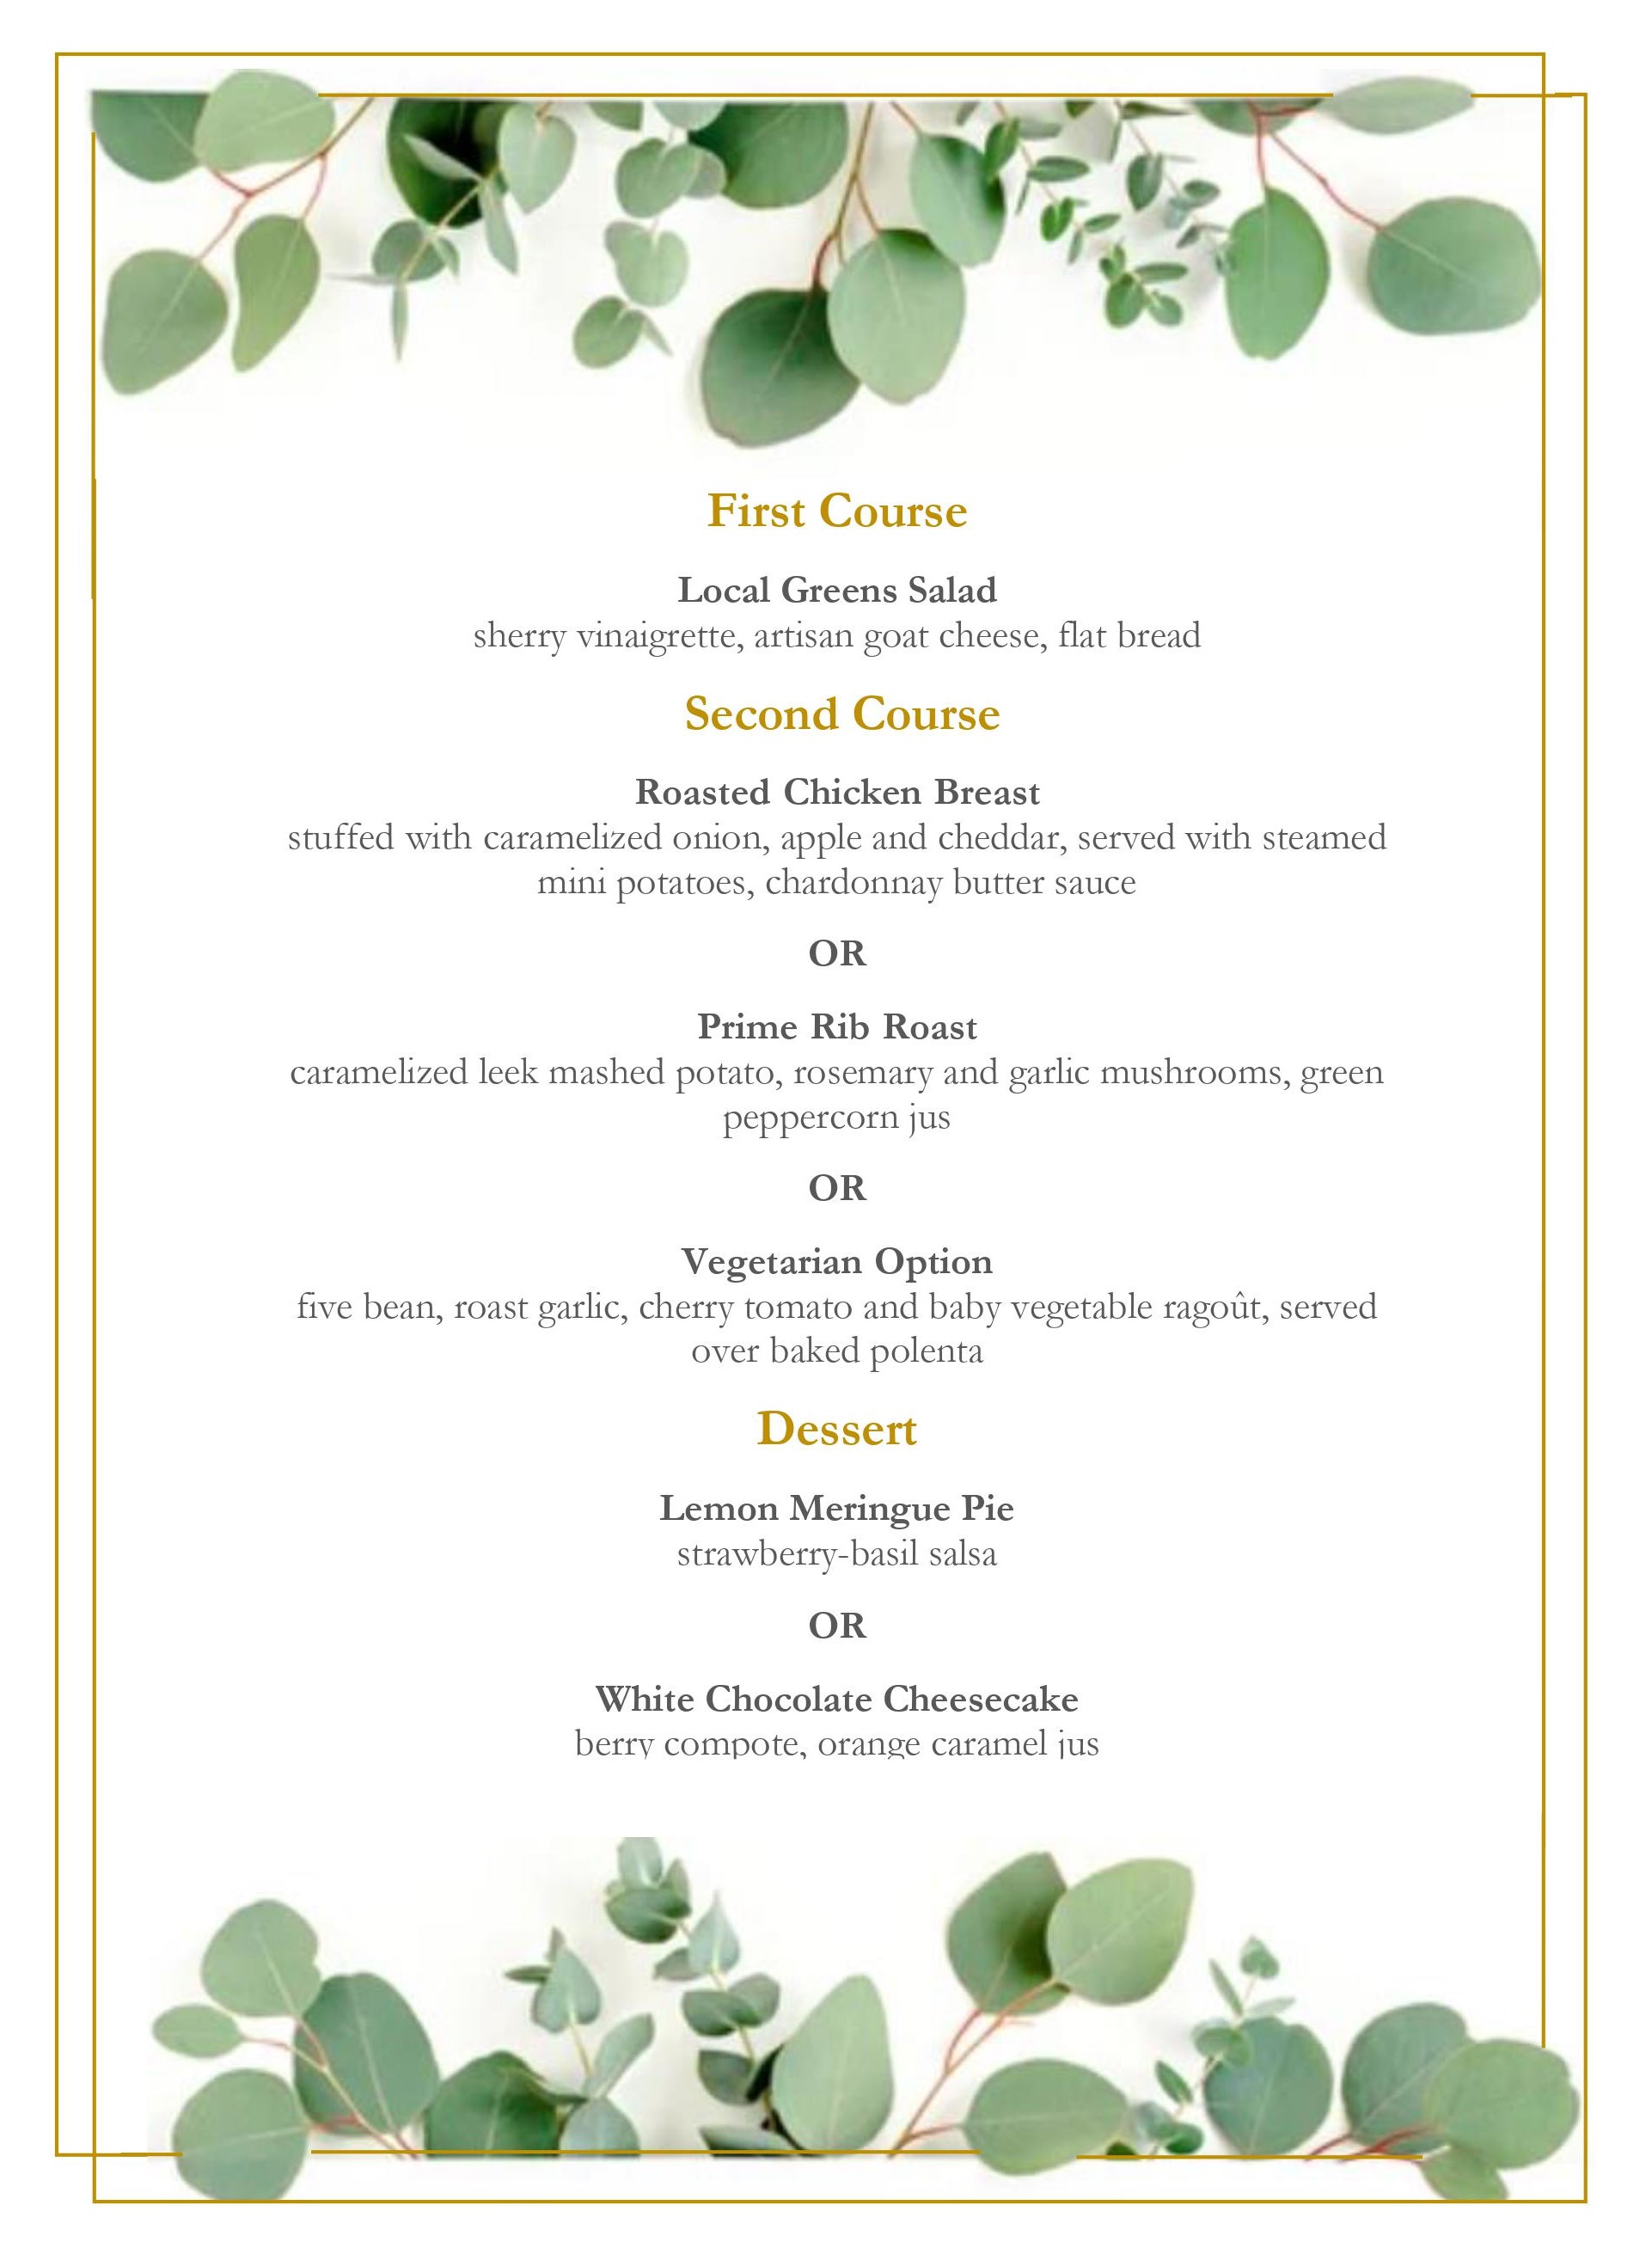 First Course
Local Greens Salad
sherry vinaigrette, artisan goat cheese, flat bread
Second Course
Roasted Chicken Breast
stuffed with caramelized onion, apple and cheddar, served with steamed
mini potatoes, chardonnay butter sauce
OR
Prime Rib Roast
caramelized leek mashed potato, rosemary and garlic mushrooms, green
peppercorn jus
OR
Vegetarian Option
five bean, roast garlic, cherry tomato and baby vegetable ragoût, served
over baked polenta
Dessert
Lemon Meringue Pie
strawberry-basil salsa
OR
White Chocolate Cheesecake
berry compote, orange caramel jus